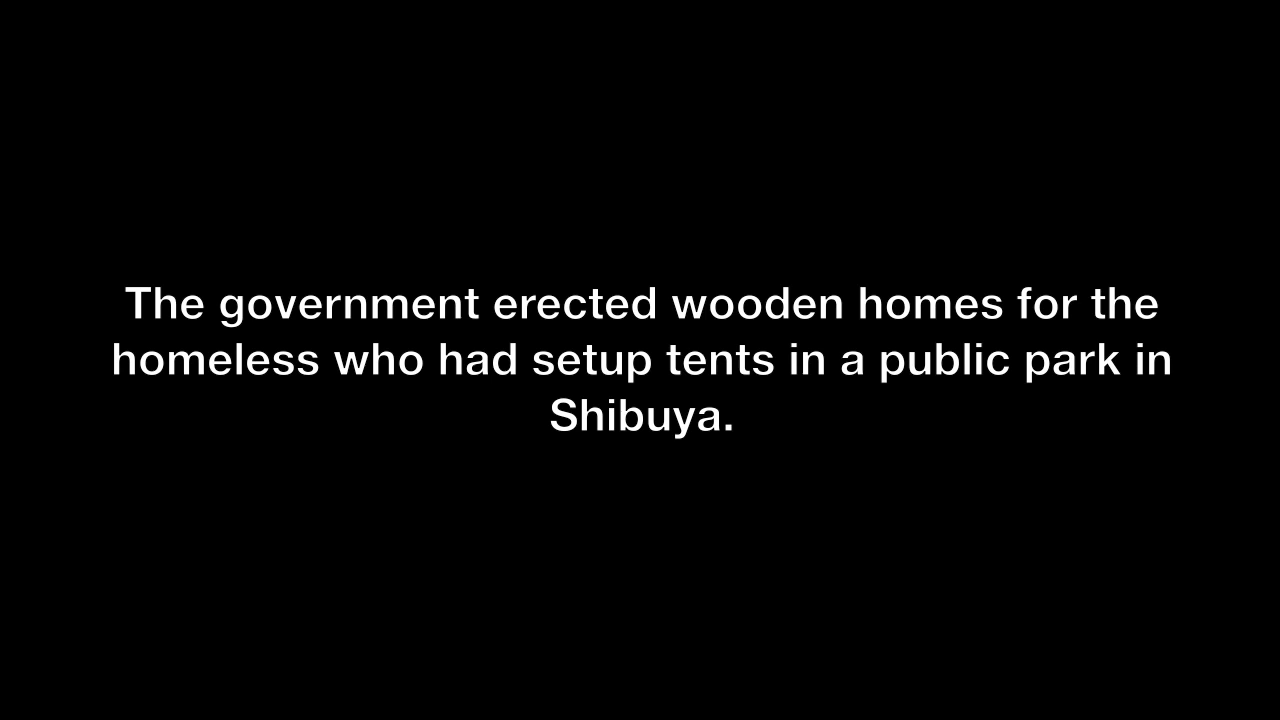 The government erected wooden homes for the
homeless who had setup tents in a public park in
Shibuya.